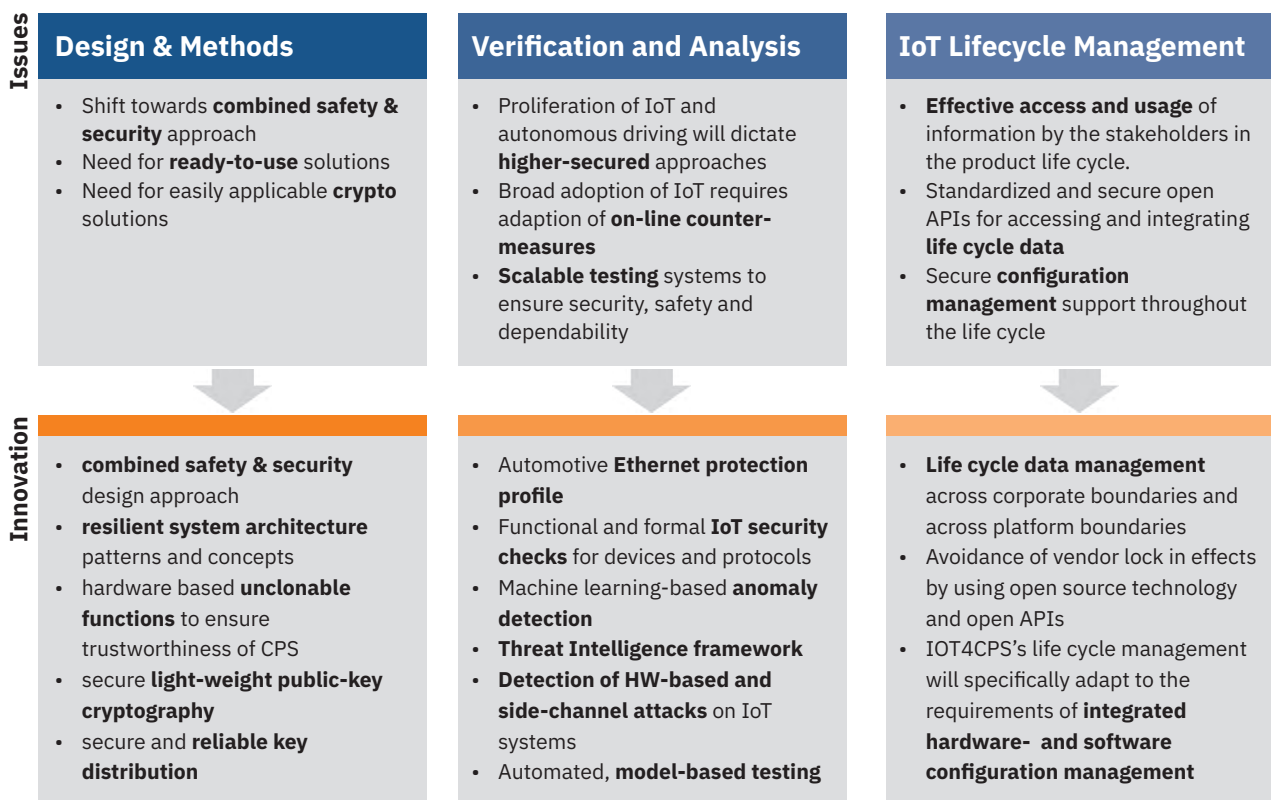 Issues
Design & Methods
• Shift towards combined safety &
security approach
• Need for ready-to-use solutions
• Need for easily applicable crypto
solutions
Verification and Analysis
• Proliferation of IoT and
autonomous driving will dictate
higher-secured approaches
• Broad adoption of IoT requires
adaption of on-line counter-
measures
• Scalable testing systems to
ensure security, safety and
dependability
IoT Lifecycle Management
• Effective access and usage of
information by the stakeholders in
the product life cycle.
• Standardized and secure open
APIs for accessing and integrating
life cycle data
• Secure configuration
management support throughout
the life cycle
Innovation
• combined safety & security
design approach
• resilient system architecture
patterns and concepts
• hardware based unclonable
functions to ensure
trustworthiness of CPS
• secure light-weight public-key
cryptography
• secure and reliable key
distribution
• Automotive Ethernet protection
profile
• Functional and formal IoT security
checks for devices and protocols
• Machine learning-based anomaly
detection
• Threat Intelligence framework
• Detection of HW-based and
side-channel attacks on IoT
systems
• Automated, model-based testing
• Life cycle data management
across corporate boundaries and
across platform boundaries
• Avoidance of vendor lock in effects
by using open source technology
and open APIs
• IOT4CPS’s life cycle management
will specifically adapt to the
requirements of integrated
hardware- and software
configuration management